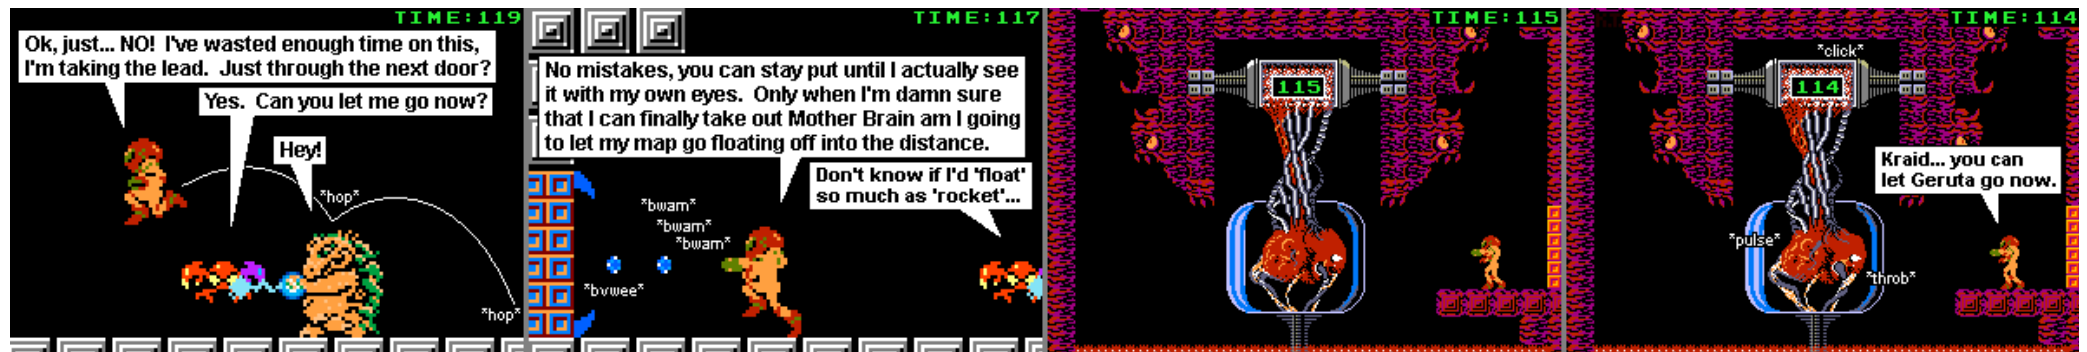 TIME:119
Ok, just... NO!  I've wasted enough time on this,
I'm taking the lead.  Just through the next door?
Yes.  Can you let me go now?
Hey!
*hop*
*hop*
TIME:117
No mistakes, you can stay put until I actually see
it with my own eyes.  Only when I'm damn sure
that I can finally take out Mother Brain am I going
to let my map go floating off into the distance.
Don't know if I'd 'float'
so much as 'rocket'...
*bwam*
*bwam*
*bwam*
*bvwee*
TIME:115
115
TIME:114
*click*
114
Kraid... you can
let Geruta go now.
*pulse*
*throb*